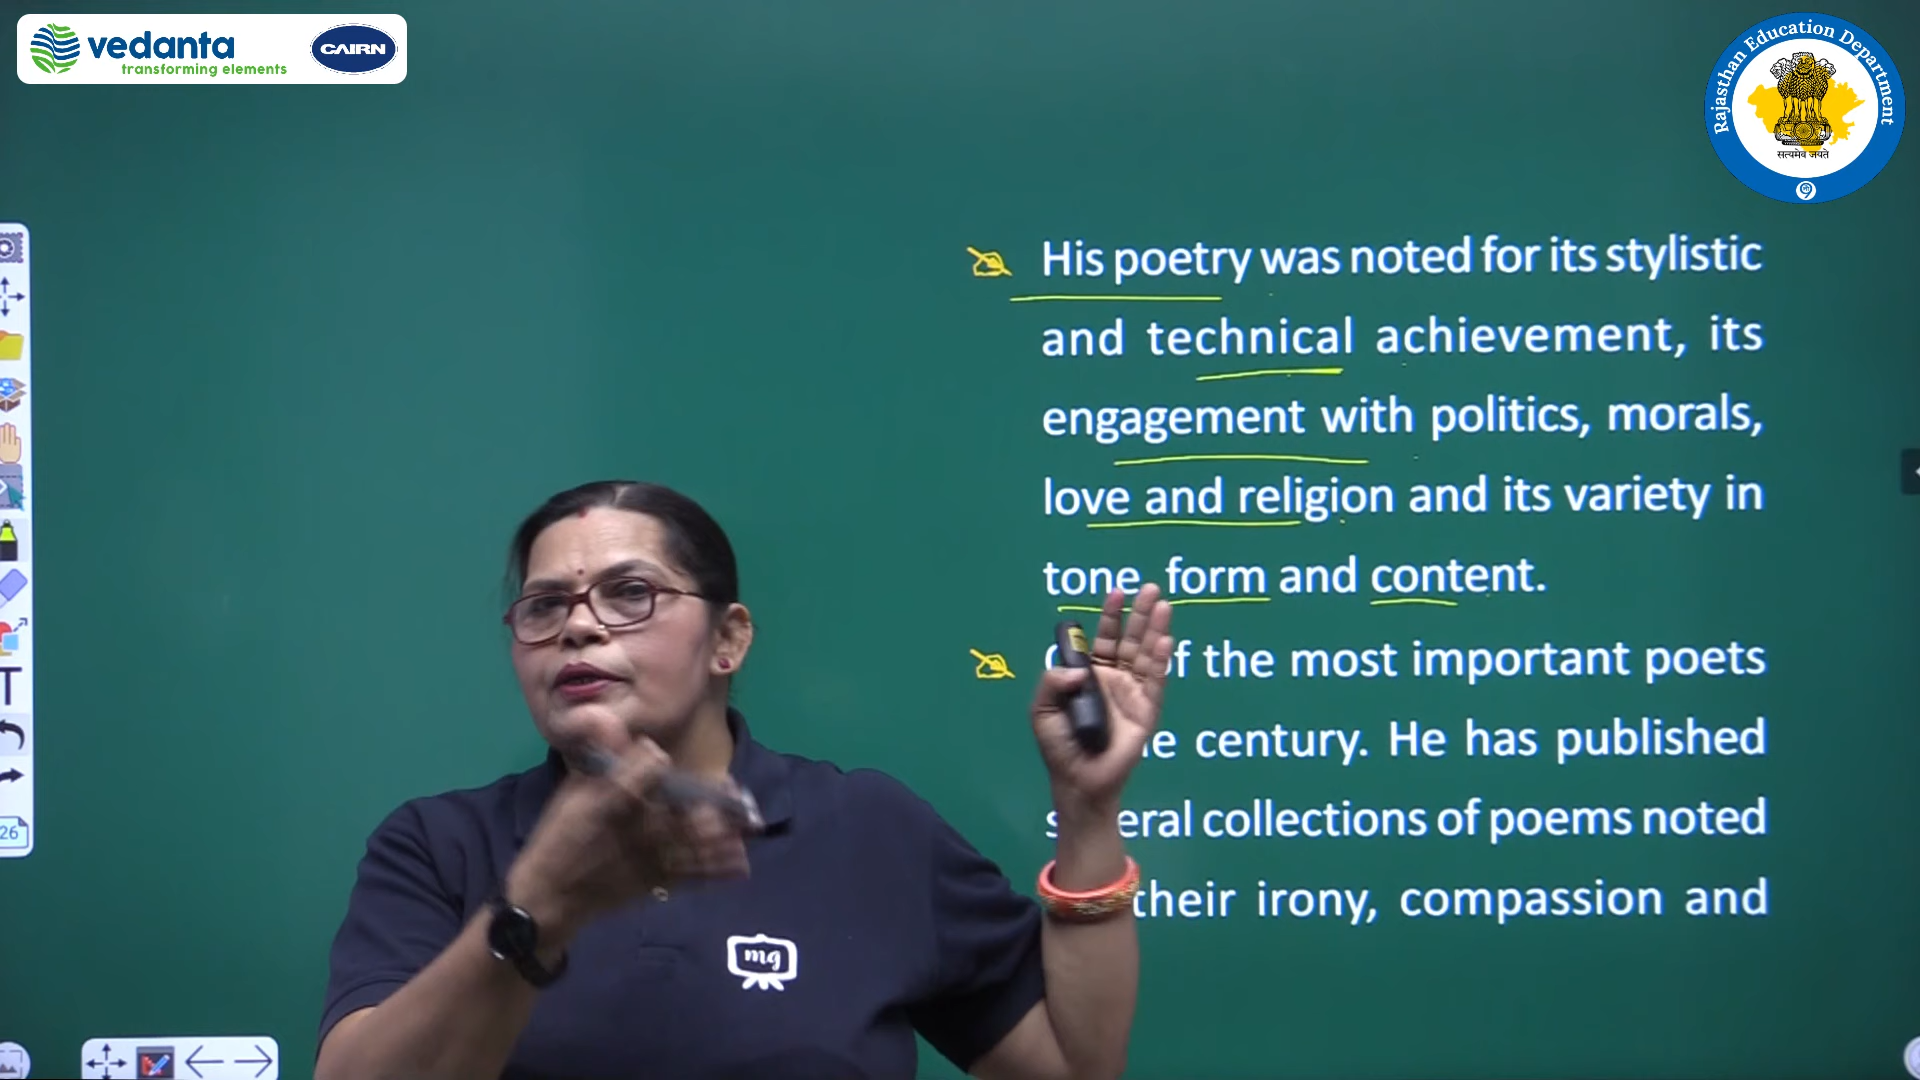 vedanta
transforming elements
CAIRN
Rajasthan Education Department
सत्यमेव जयते
His poetry was noted for its stylistic
and technical achievement, its
engagement with politics, morals,
love and religion and its variety in
tone, form and content.
of the most important poets
century. He has published
collections of poems noted
their irony, compassion and
mg
T
26